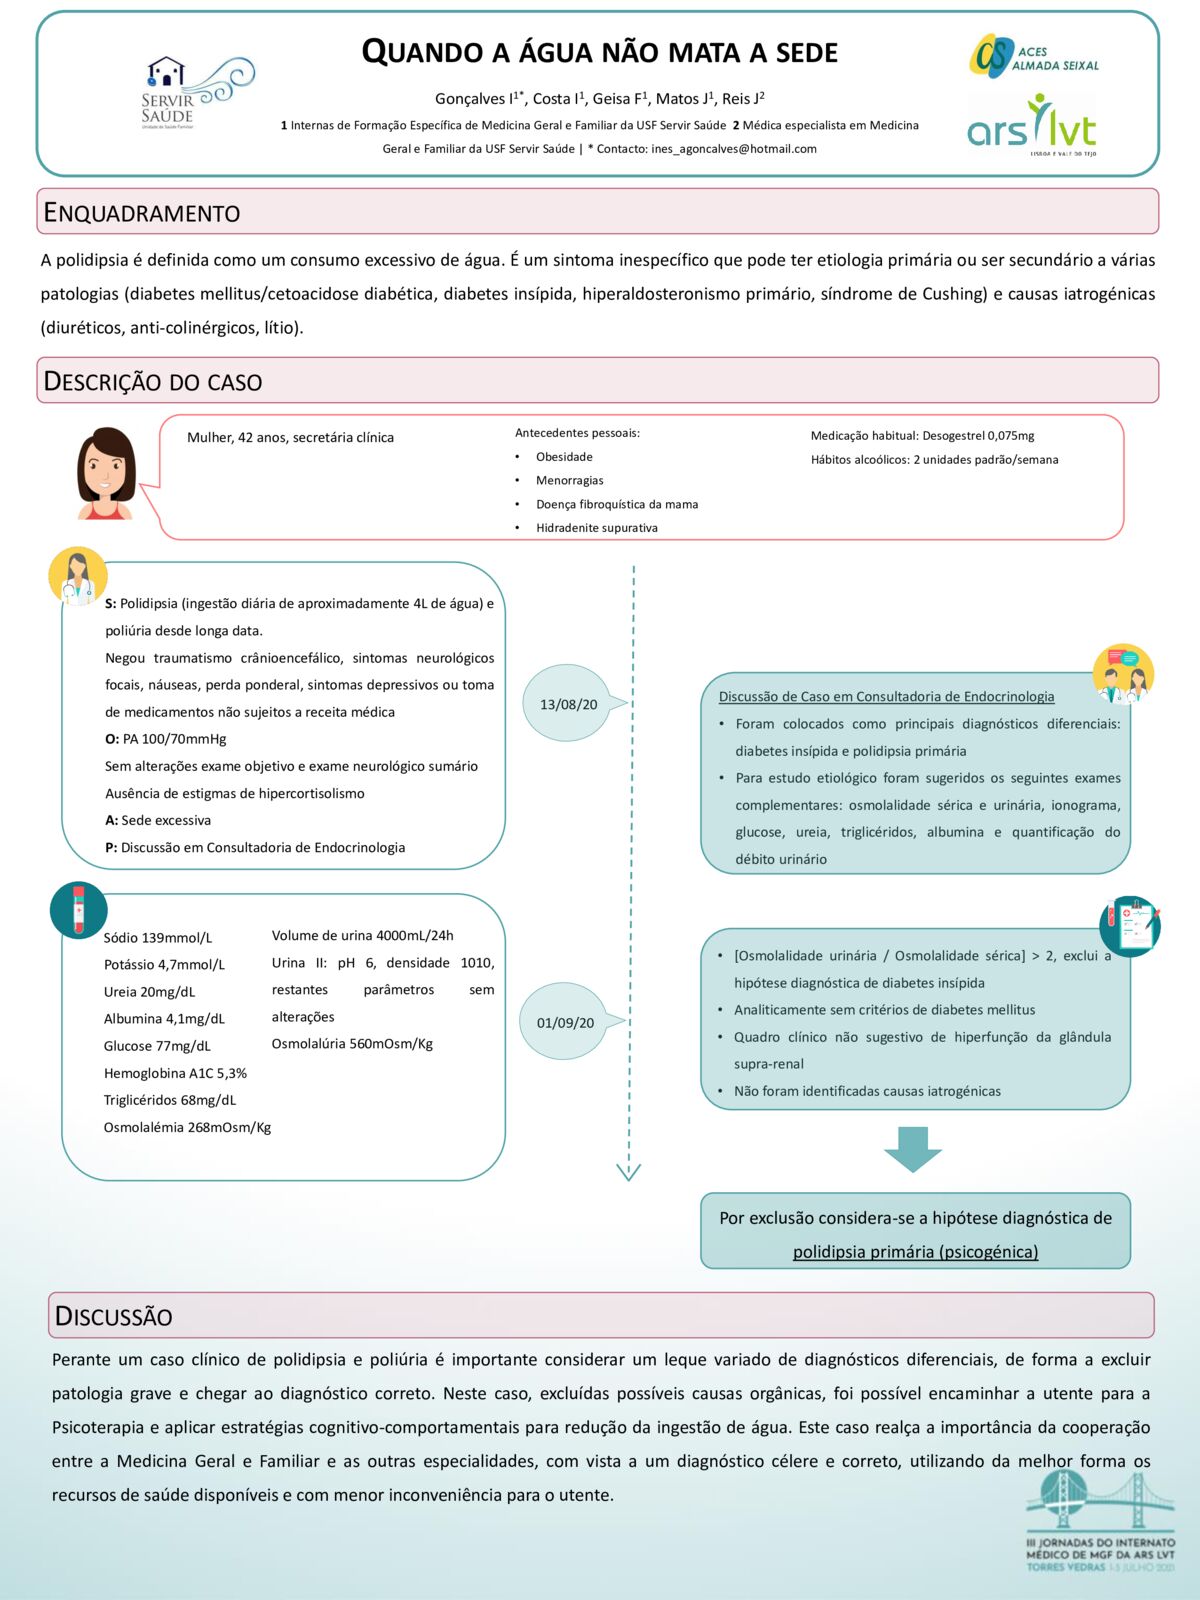 QUANDO A ÁGUA NÃO MATA A SEDE
Gonçalves I¹*, Costa I¹, Geisa F¹, Matos J¹, Reis J²
1 Internas de Formação Específica de Medicina Geral e Familiar da USF Servir Saúde 2 Médica especialista em Medicina
Geral e Familiar da USF Servir Saúde | * Contacto: ines_agoncalves@hotmail.com
SERVIR
SAÚDE
Unidade de Saúde Familiar
ACES
ALMADA SEIXAL
ars lvt
LISBOA E VALE DO TEJO
ENQUADRAMENTO
A polidipsia é definida como um consumo excessivo de água. É um sintoma inespecífico que pode ter etiologia primária ou ser secundário a várias
patologias (diabetes mellitus/cetoacidose diabética, diabetes insípida, hiperaldosteronismo primário, síndrome de Cushing) e causas iatrogénicas
(diuréticos, anti-colinérgicos, lítio).
DESCRIÇÃO DO CASO
Mulher, 42 anos, secretária clínica
Antecedentes pessoais:
• Obesidade
• Menorragias
• Doença fibroquística da mama
• Hidradenite supurativa
Medicação habitual: Desogestrel 0,075mg
Hábitos alcoólicos: 2 unidades padrão/semana
S: Polidipsia (ingestão diária de aproximadamente 4L de água) e
poliúria desde longa data.
Negou traumatismo crânioencefálico, sintomas neurológicos
focais, náuseas, perda ponderal, sintomas depressivos ou toma
de medicamentos não sujeitos a receita médica
O: PA 100/70mmHg
Sem alterações exame objetivo e exame neurológico sumário
Ausência de estigmas de hipercortisolismo
A: Sede excessiva
P: Discussão em Consultadoria de Endocrinologia
13/08/20
Discussão de Caso em Consultadoria de Endocrinologia
• Foram colocados como principais diagnósticos diferenciais:
diabetes insípida e polidipsia primária
• Para estudo etiológico foram sugeridos os seguintes exames
complementares: osmolalidade sérica e urinária, ionograma,
glucose, ureia, triglicéridos, albumina e quantificação do
débito urinário
Sódio 139mmol/L
Potássio 4,7mmol/L
Ureia 20mg/dL
Albumina 4,1mg/dL
Glucose 77mg/dL
Hemoglobina A1C 5,3%
Triglicéridos 68mg/dL
Osmolalémia 268mOsm/Kg
Volume de urina 4000mL/24h
Urina II: pH 6, densidade 1010,
restantes parâmetros sem
alterações
Osmolalúria 560mOsm/Kg
01/09/20
• [Osmolalidade urinária / Osmolalidade sérica] > 2, exclui a
hipótese diagnóstica de diabetes insípida
• Analiticamente sem critérios de diabetes mellitus
• Quadro clínico não sugestivo de hiperfunção da glândula
supra-renal
• Não foram identificadas causas iatrogénicas
Por exclusão considera-se a hipótese diagnóstica de
polidipsia primária (psicogénica)
DISCUSSÃO
Perante um caso clínico de polidipsia e poliúria é importante considerar um leque variado de diagnósticos diferenciais, de forma a excluir
patologia grave e chegar ao diagnóstico correto. Neste caso, excluídas possíveis causas orgânicas, foi possível encaminhar a utente para a
Psicoterapia e aplicar estratégias cognitivo-comportamentais para redução da ingestão de água. Este caso realça a importância da cooperação
entre a Medicina Geral e Familiar e as outras especialidades, com vista a um diagnóstico célere e correto, utilizando da melhor forma os
recursos de saúde disponíveis e com menor inconveniência para o utente.
III JORNADAS DO INTERNATO
MÉDICO DE MGF DA ARS LVT
TORRES VEDRAS 1-3 JULHO 2021